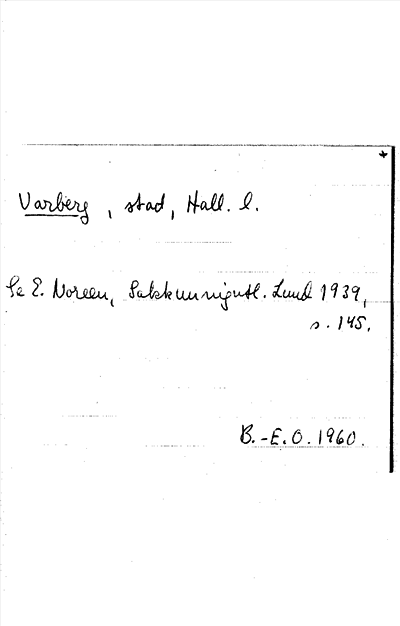 Varberg, stad, Hall. l.
Se E. Noreen, Sakkunnigutl. Lund 1939,
s. 145.
B.-E.O. 1960.